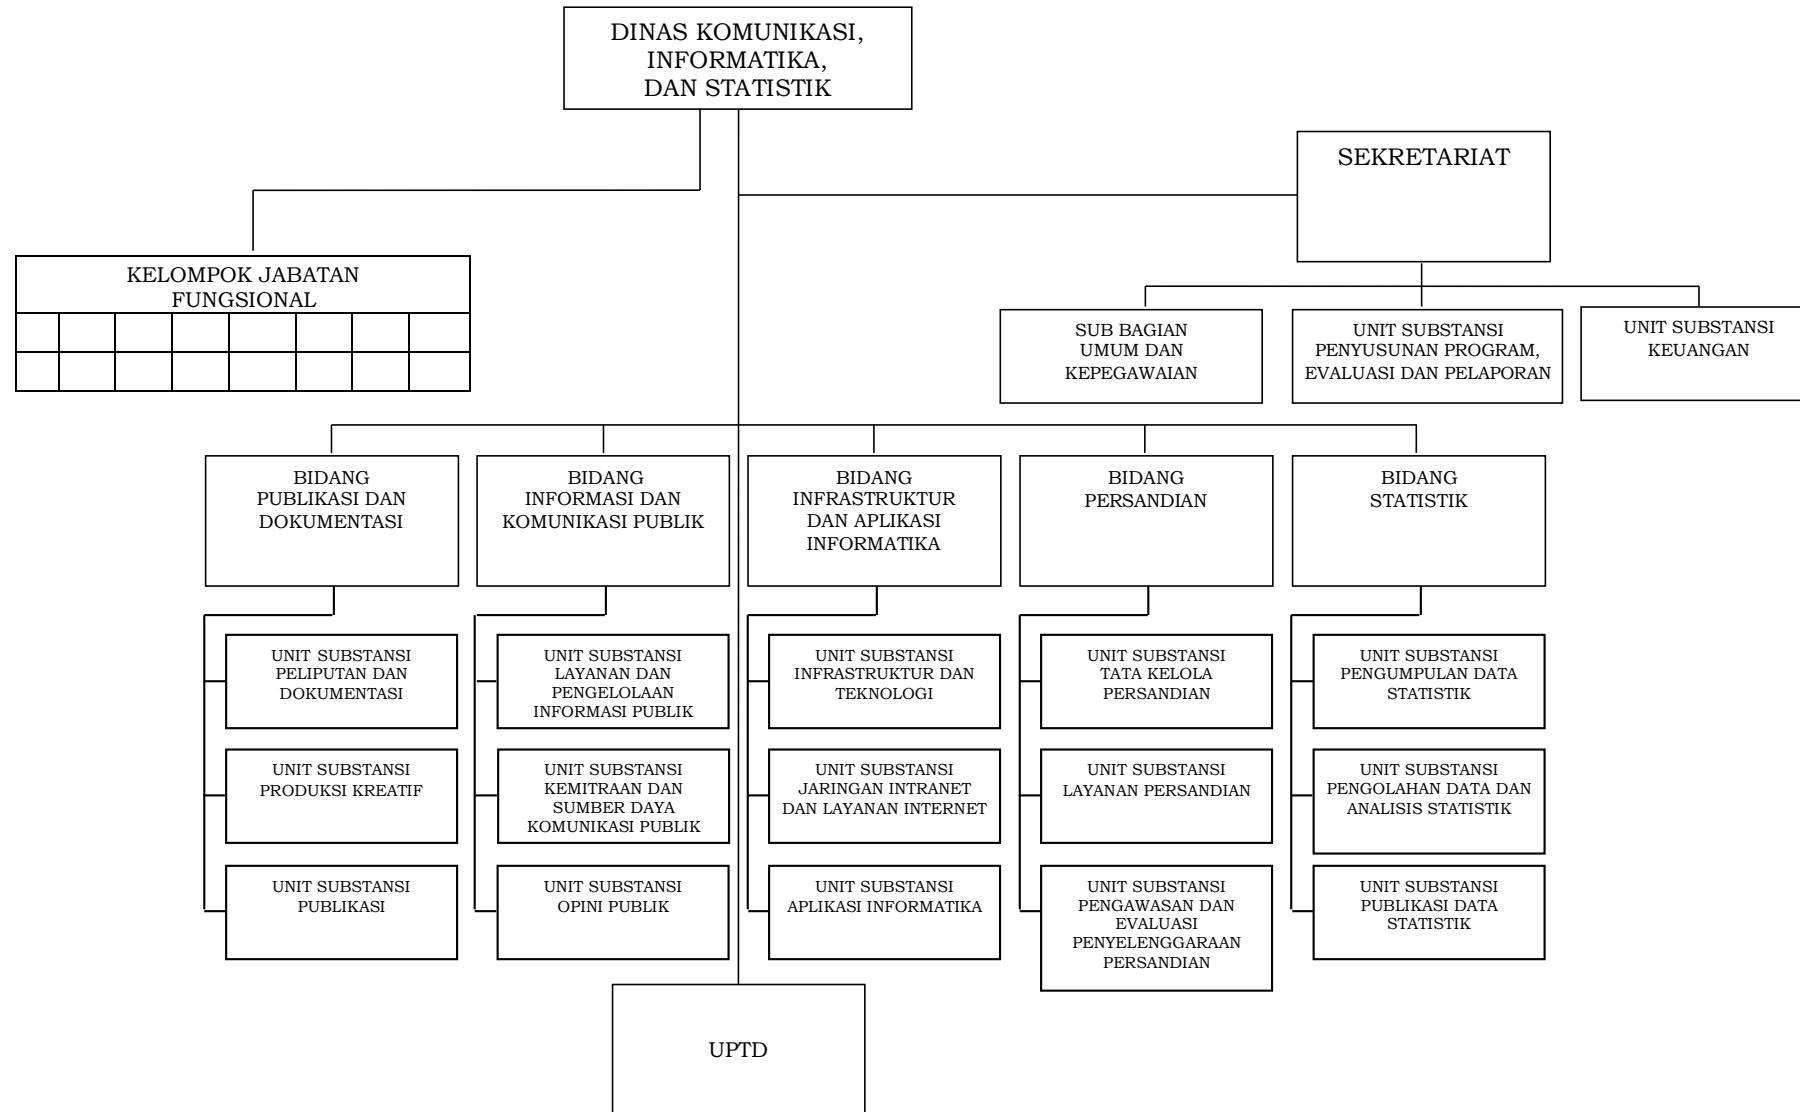 DINAS KOMUNIKASI,
INFORMATIKA,
DAN STATISTIK
SEKRETARIAT
KELOMPOK JABATAN
FUNGSIONAL
SUB BAGIAN
UMUM DAN
KEPEGAWAIAN
UNIT SUBSTANSI
PENYUSUNAN PROGRAM,
EVALUASI DAN PELAPORAN
UNIT SUBSTANSI
KEUANGAN
BIDANG
PUBLIKASI DAN
DOKUMENTASI
BIDANG
INFORMASI DAN
KOMUNIKASI PUBLIK
BIDANG
INFRASTRUKTUR
DAN APLIKASI
INFORMATIKA
BIDANG
PERSANDIAN
BIDANG
STATISTIK
UNIT SUBSTANSI
PELIPUTAN DAN
DOKUMENTASI
UNIT SUBSTANSI
LAYANAN DAN
PENGELOLAAN
INFORMASI PUBLIK
UNIT SUBSTANSI
INFRASTRUKTUR DAN
TEKNOLOGI
UNIT SUBSTANSI
TATA KELOLA
PERSANDIAN
UNIT SUBSTANSI
PENGUMPULAN DATA
STATISTIK
UNIT SUBSTANSI
PRODUKSI KREATIF
UNIT SUBSTANSI
KEMITRAAN DAN
SUMBER DAYA
KOMUNIKASI PUBLIK
UNIT SUBSTANSI
JARINGAN INTRANET
DAN LAYANAN INTERNET
UNIT SUBSTANSI
LAYANAN PERSANDIAN
UNIT SUBSTANSI
PENGOLAHAN DATA DAN
ANALISIS STATISTIK
UNIT SUBSTANSI
PUBLIKASI
UNIT SUBSTANSI
OPINI PUBLIK
UNIT SUBSTANSI
APLIKASI INFORMATIKA
UNIT SUBSTANSI
PENGAWASAN DAN
EVALUASI
PENYELENGGARAAN
PERSANDIAN
UNIT SUBSTANSI
PUBLIKASI DATA
STATISTIK
UPTD